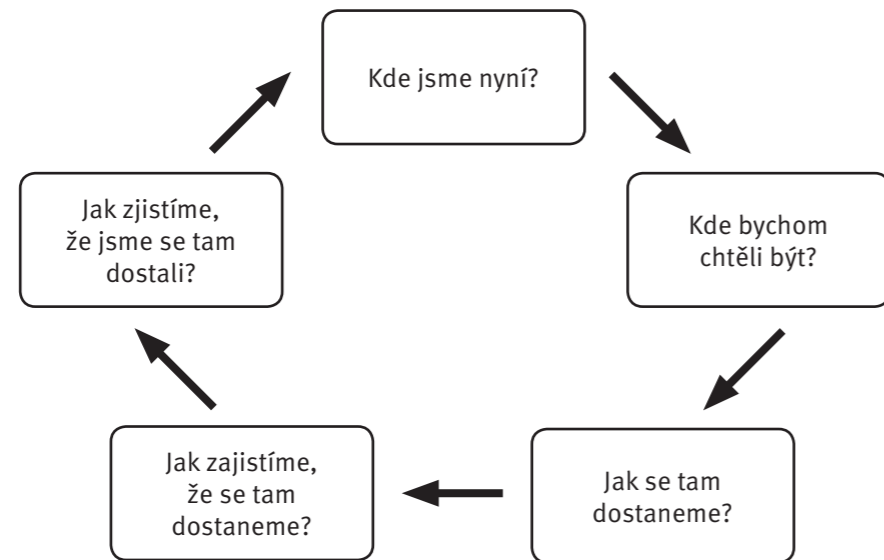 Kde jsme nyní?
Kde bychom
chtěli být?
Jak se tam
dostaneme?
Jak zajistíme,
že se tam
dostaneme?
Jak zjistíme,
že jsme se tam
dostali?